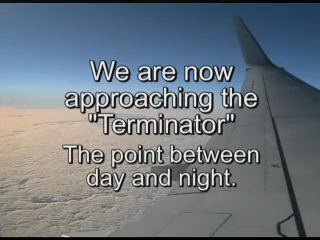 We are now
approaching the
"Terminator"
The point between
day and night.